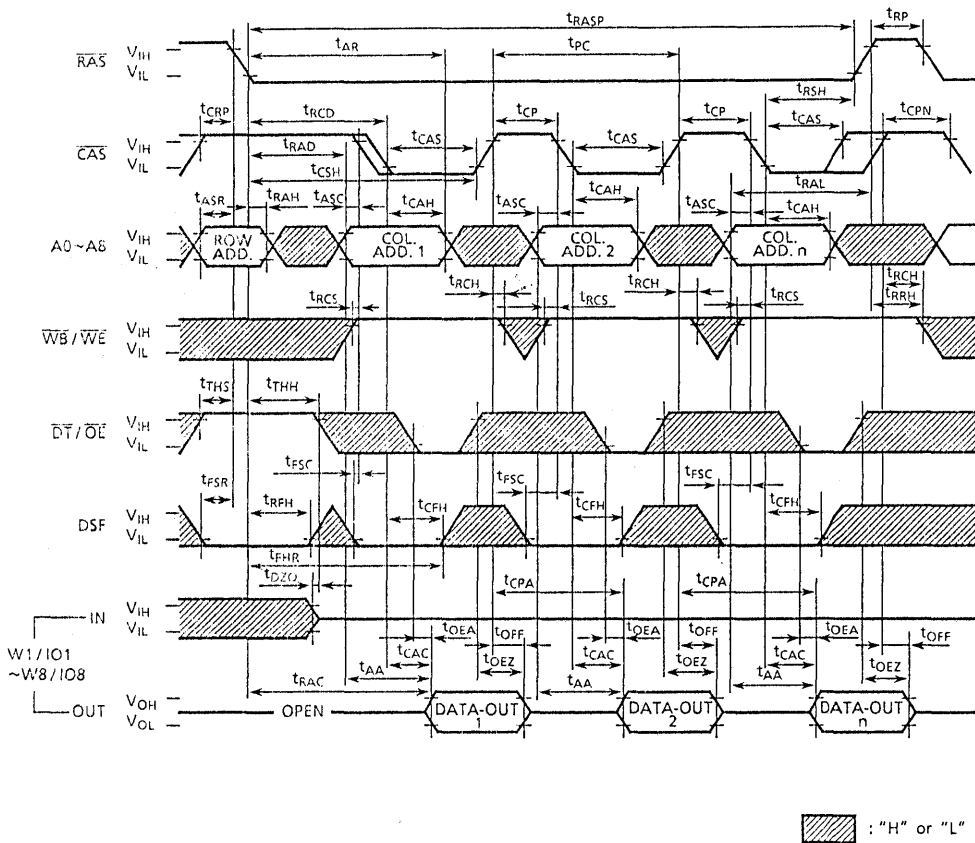 tRASP tRP
tAR tPC
RAS VIH
VIL
tRSH
tCRP tRCD tCP tCP tCAS tCPN
CAS VIH
VIL
tRAD tCAS tCAS
tCSH tRAL
tASR tRAH tASC tCAH tASC tCAH tASC tCAH
A0~A8 VIH
VIL
ROW ADD. COL. ADD. 1 COL. ADD. 2 COL. ADD. n
tRCH tRCH tRCH
tRCS tRCS tRCS tRRH
WB/WE VIH
VIL
tTHS tTHH
DT/OE VIH
VIL
tFSC tFSC tFSC
tFSR tRFH tCFH tCFH tCFH
DSF VIH
VIL
tFHR
tDZO tCPA tCPA
IN VIH
VIL
W1/IO1
~W8/IO8
tOEA tOFF tOEA tOFF tOEA tOFF
tCAC tOEZ tCAC tOEZ tCAC tOEZ
tAA tAA tAA
tRAC
OUT VOH
VOL
OPEN DATA-OUT 1 DATA-OUT 2 DATA-OUT n
: "H" or "L"